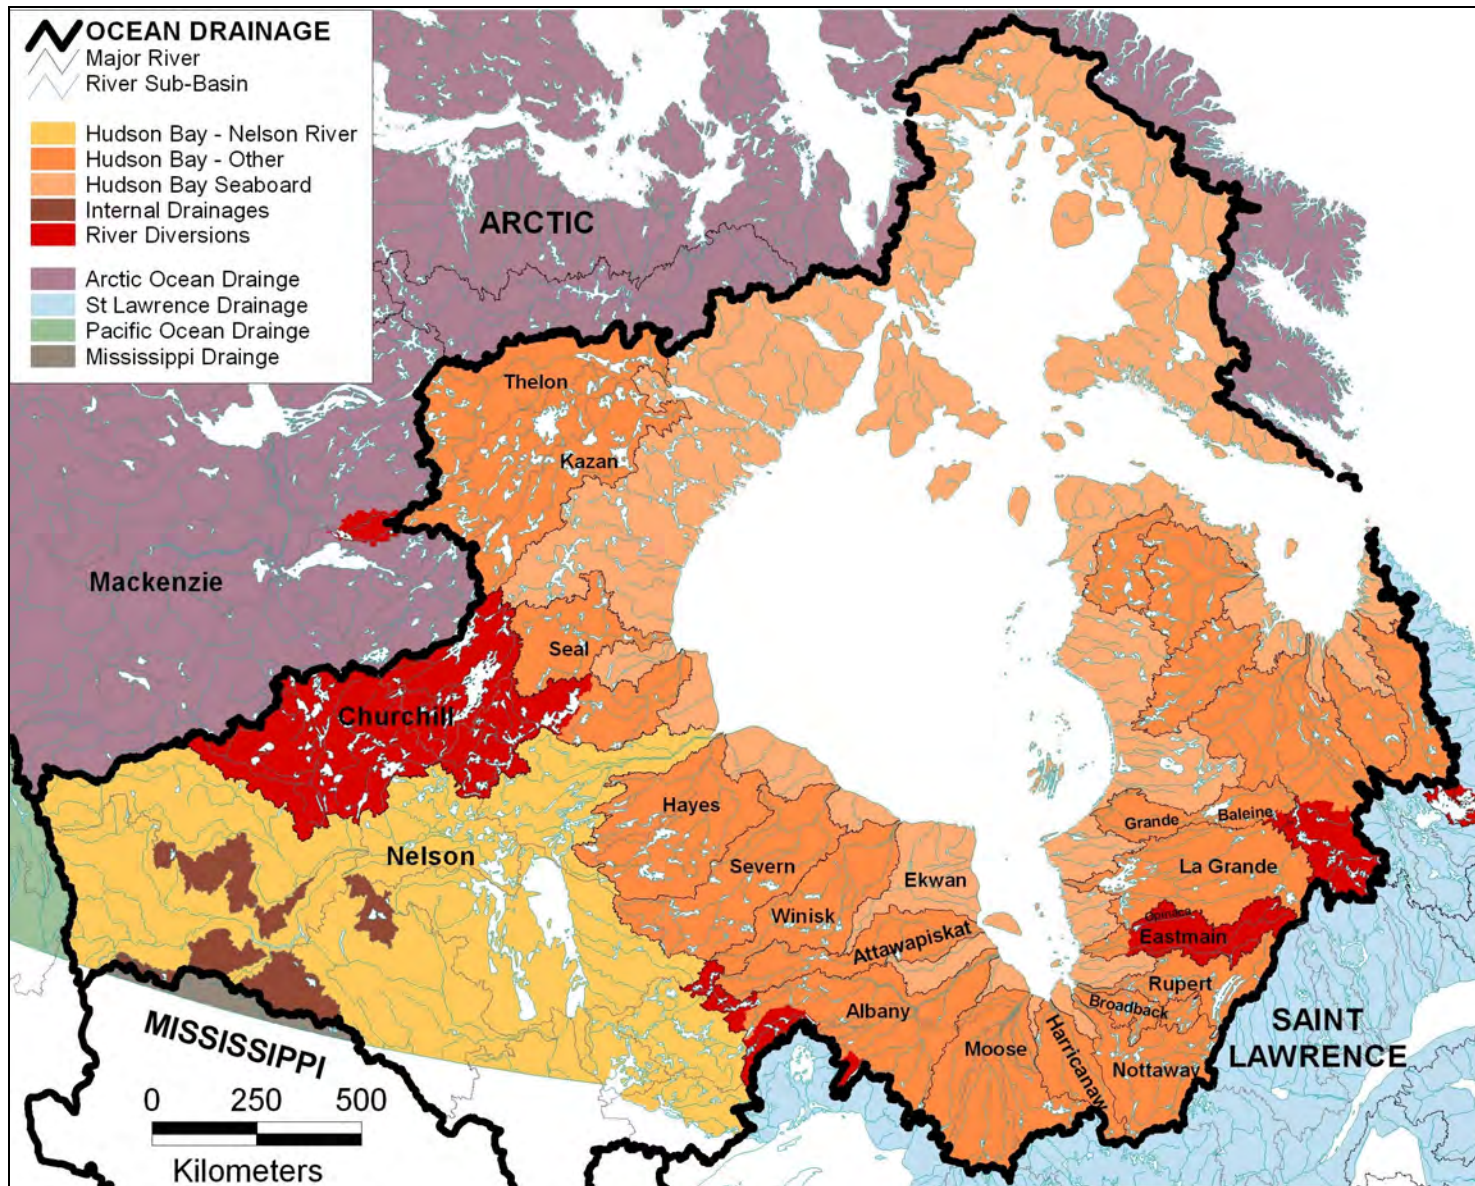 OCEAN DRAINAGE
Major River
River Sub-Basin
Hudson Bay - Nelson River
Hudson Bay - Other
Hudson Bay Seaboard
Internal Drainages
River Diversions
Arctic Ocean Drainge
St Lawrence Drainage
Pacific Ocean Drainge
Mississippi Drainge
ARCTIC
Thelon
Kazan
Mackenzie
Seal
Churchill
Hayes
Grande
Baleine
Nelson
Severn
La Grande
Ekwan
Winisk
Opinaca
Attawapiskat
Eastmain
Rupert
Broadback
Albany
SAINT
LAWRENCE
MISSISSIPPI
Moose
Harricanaw
Nottaway
0 250 500
Kilometers